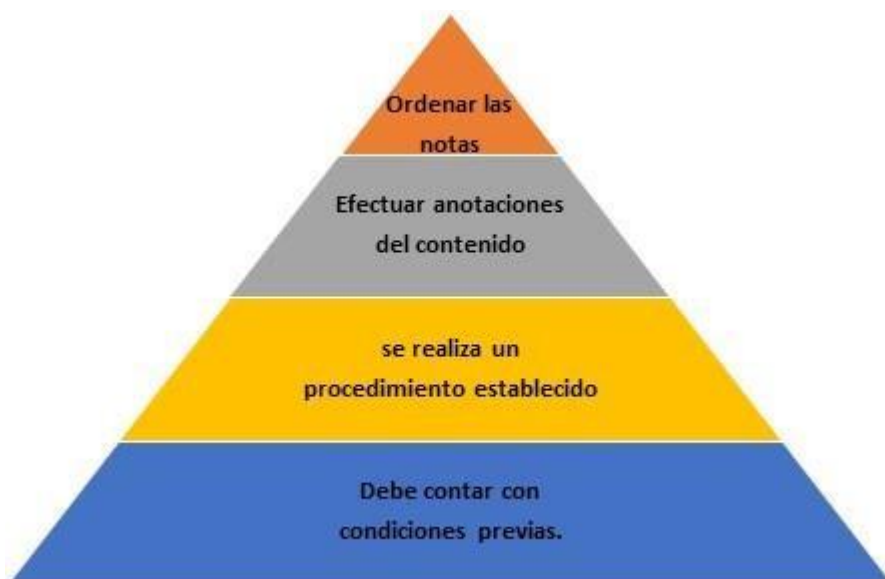 Ordenar las
notas
Efectuar anotaciones
del contenido
se realiza un
procedimiento establecido
Debe contar con
condiciones previas.